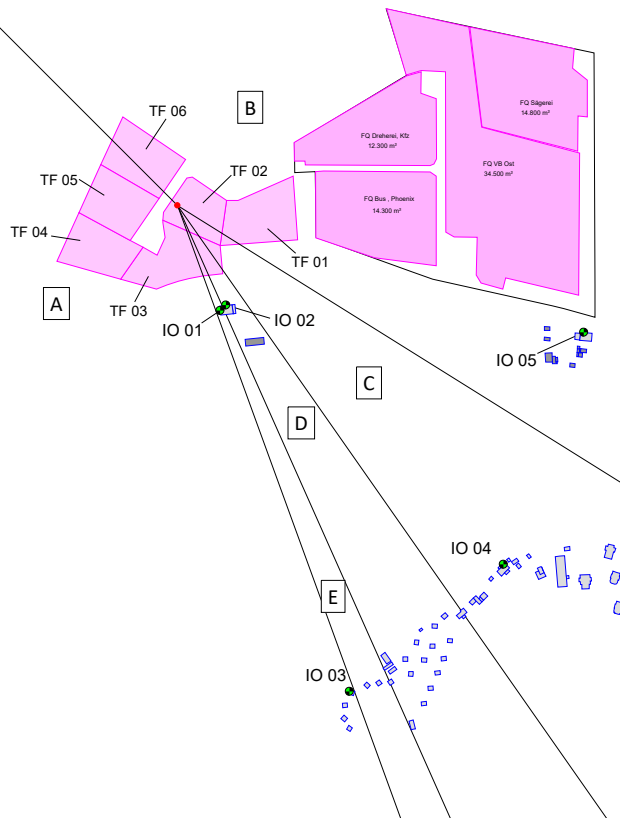 TF 06
B
FQ Sägerei
14.800 m²
FQ Dreherei, Kfz
12.300 m²
TF 02
FQ VB Ost
34.500 m²
TF 05
FQ Bus , Phoenix
14.300 m²
TF 04
TF 01
A
TF 03
IO 01
IO 02
IO 05
C
D
IO 04
E
IO 03